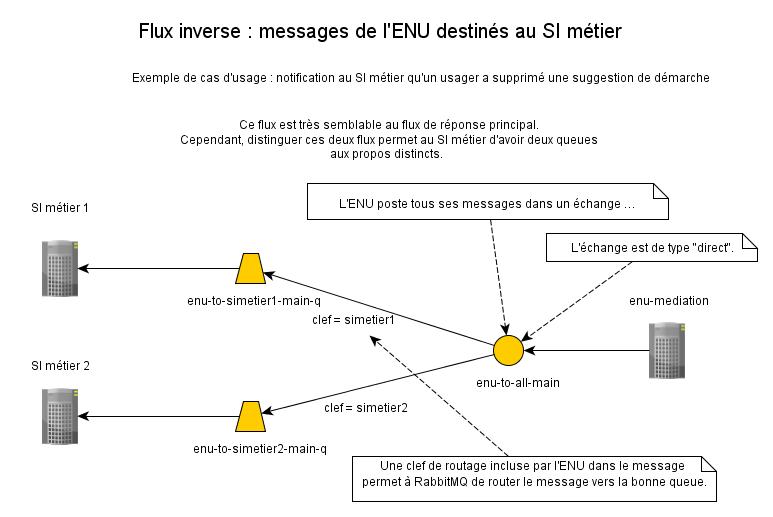 Flux inverse : messages de l'ENU destinés au SI métier
Exemple de cas d'usage : notification au SI métier qu'un usager a supprimé une suggestion de démarche
Ce flux est très semblable au flux de réponse principal.
Cependant, distinguer ces deux flux permet au SI métier d'avoir deux queues
aux propos distincts.
L'ENU poste tous ses messages dans un échange ...
SI métier 1
L'échange est de type "direct".
enu-to-simetier1-main-q
enu-mediation
clef = simetier1
SI métier 2
enu-to-all-main
clef = simetier2
enu-to-simetier2-main-q
Une clef de routage incluse par l'ENU dans le message
permet à RabbitMQ de router le message vers la bonne queue.